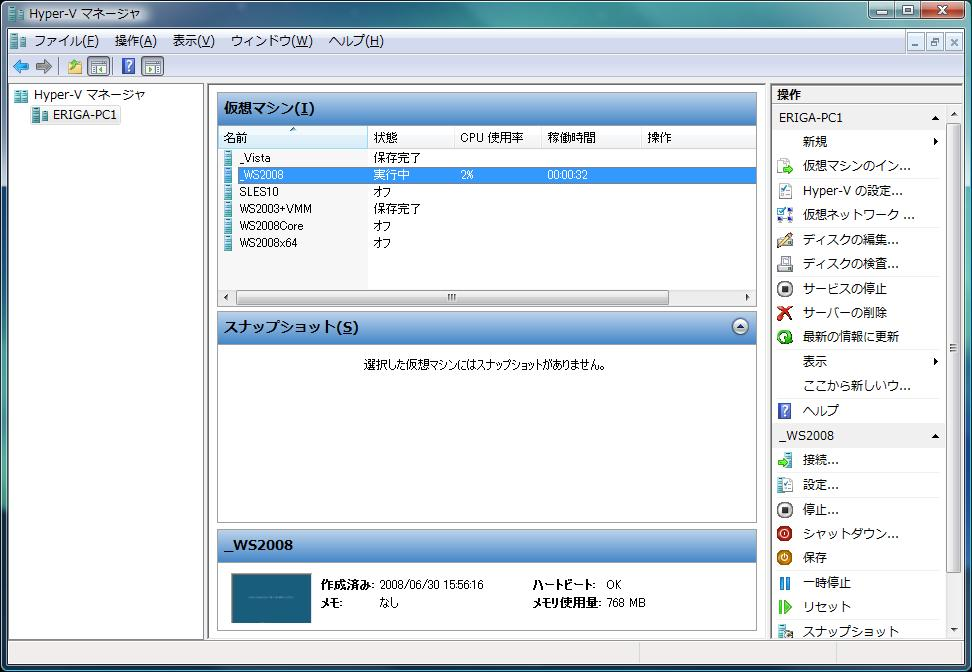 Hyper-V マネージャ
ファイル(F) 操作(A) 表示(V) ウィンドウ(W) ヘルプ(H)
Hyper-V マネージャ
ERIGA-PC1
仮想マシン(I)
名前 状態 CPU 使用率 稼働時間 操作
_Vista 保存完了
_WS2008 実行中 2% 00:00:32
SLES10 オフ
WS2003+VMM 保存完了
WS2008Core オフ
WS2008x64 オフ
スナップショット(S)
選択した仮想マシンにはスナップショットがありません。
_WS2008
作成済み: 2008/06/30 15:56:16 ハートビート: OK
メモ: なし メモリ使用量: 768 MB
操作
ERIGA-PC1
新規
仮想マシンのイン...
Hyper-V の設定...
仮想ネットワーク ...
ディスクの編集...
ディスクの検査...
サービスの停止
サーバーの削除
最新の情報に更新
表示
ここから新しいウ...
ヘルプ
_WS2008
接続...
設定...
停止...
シャットダウン...
保存
一時停止
リセット
スナップショット